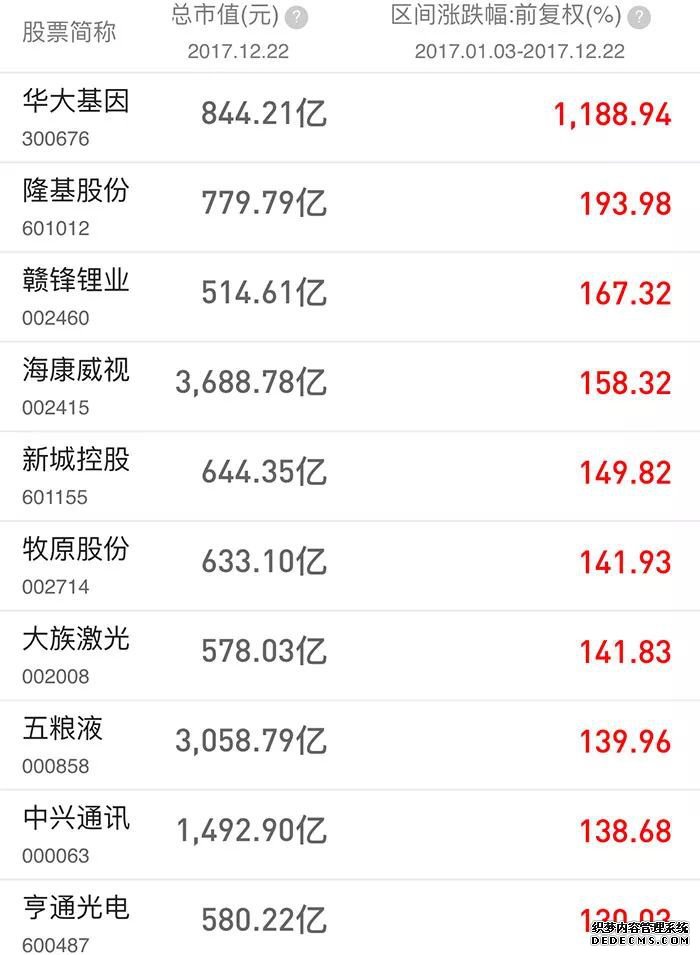 股票简称 总市值(元) ? 区间涨跌幅:前复权(%) ?
2017.12.22 2017.01.03-2017.12.22
华大基因 844.21亿 1,188.94
300676
隆基股份 779.79亿 193.98
601012
赣锋锂业 514.61亿 167.32
002460
海康威视 3,688.78亿 158.32
002415
新城控股 644.35亿 149.82
601155
牧原股份 633.10亿 141.93
002714
大族激光 578.03亿 141.83
002008
五粮液 3,058.79亿 139.96
000858
中兴通讯 1,492.90亿 138.68
000063
亨通光电 580.22亿
600487
织梦内容管理系统
DEDECMS.COM